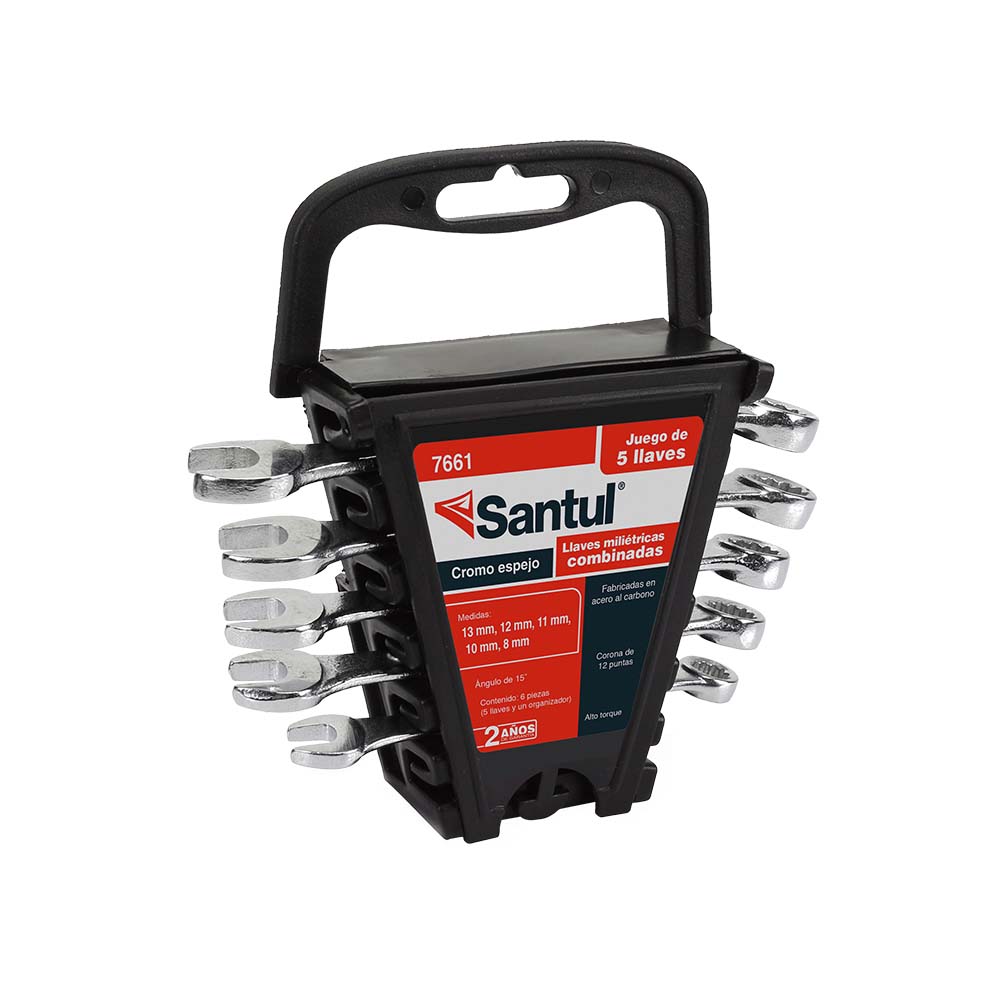 7661
Juego de
5 llaves
Santul®
Cromo espejo
Llaves miliétricas
combinadas
Medidas:
13 mm, 12 mm, 11 mm,
10 mm, 8 mm
Fabricadas en
acero al carbono
Ángulo de 15°
Corona de
12 puntas
Contenido: 6 piezas
(5 llaves y un organizador)
Alto torque
2 AÑOS
DE GARANTÍA